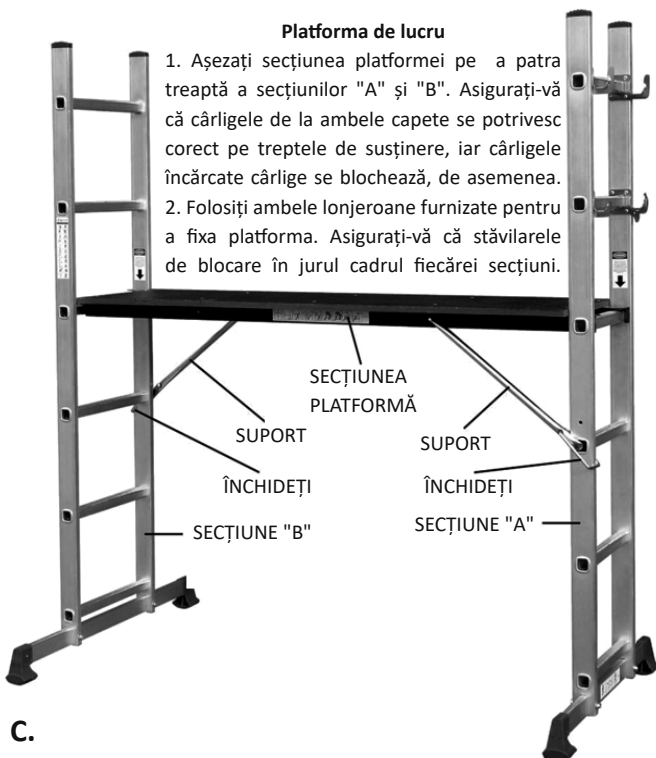 Platforma de lucru
1. Așezați secțiunea platformei pe a patra
treaptă a secțiunilor "A" și "B". Asigurați-vă
că cârligele de la ambele capete se potrivesc
corect pe treptele de susținere, iar cârligele
încărcate cârlige se blochează, de asemenea.
2. Folosiți ambele lonjeroane furnizate pentru
a fixa platforma. Asigurați-vă că stăvilarele
de blocare în jurul cadrul fiecărei secțiuni.
SECȚIUNEA
PLATFORMĂ
SUPORT
SUPORT
ÎNCHIDEȚI
ÎNCHIDEȚI
SECȚIUNE "B"
SECȚIUNE "A"
C.